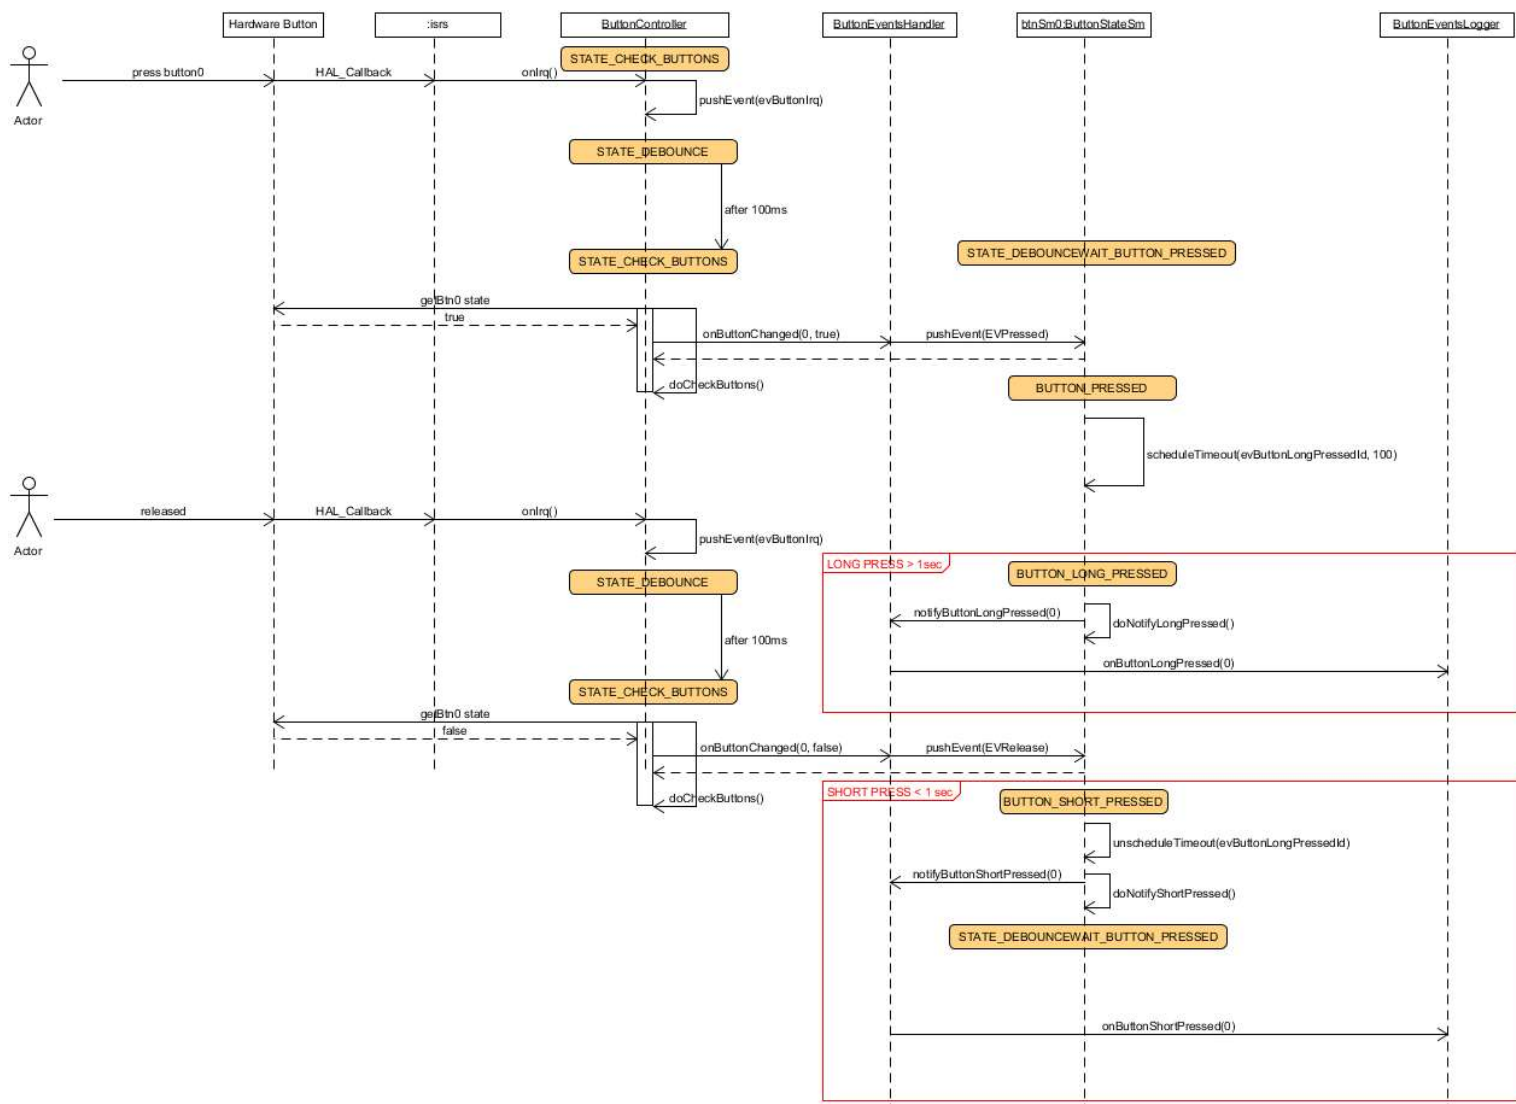 Hardware Button
:isrs
ButtonController
ButtonEventsHandler
btnSm0:ButtonStateSm
ButtonEventsLogger
STATE_CHECK_BUTTONS
press button0
HAL_Callback
onIrq()
pushEvent(evButtonIrq)
Actor
STATE_DEBOUNCE
after 100ms
STATE_CHECK_BUTTONS
STATE_DEBOUNCEWAIT_BUTTON_PRESSED
getBtn0 state
true
onButtonChanged(0, true)
pushEvent(EVPressed)
doCheckButtons()
BUTTON_PRESSED
scheduleTimeout(evButtonLongPressedId, 100)
released
HAL_Callback
onIrq()
pushEvent(evButtonIrq)
Actor
LONG PRESS > 1sec
BUTTON_LONG_PRESSED
STATE_DEBOUNCE
notifyButtonLongPressed(0)
doNotifyLongPressed()
after 100ms
onButtonLongPressed(0)
STATE_CHECK_BUTTONS
getBtn0 state
false
onButtonChanged(0, false)
pushEvent(EVRelease)
doCheckButtons()
SHORT PRESS < 1 sec
BUTTON_SHORT_PRESSED
unscheduleTimeout(evButtonLongPressedId)
notifyButtonShortPressed(0)
doNotifyShortPressed()
STATE_DEBOUNCEWAIT_BUTTON_PRESSED
onButtonShortPressed(0)